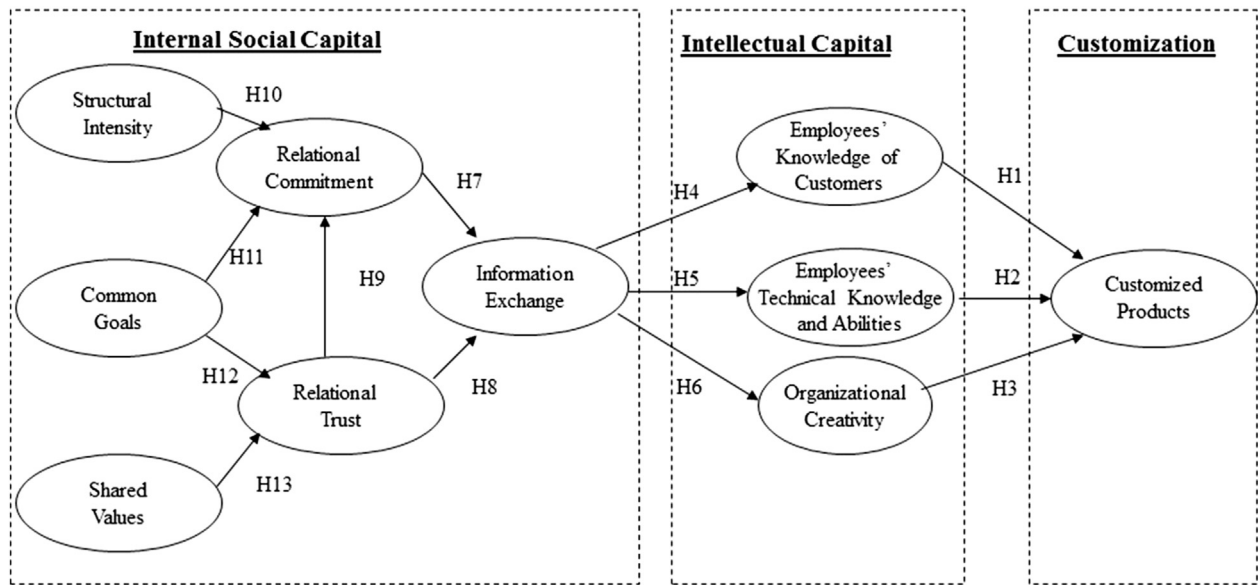 Internal Social Capital
Structural
Intensity
H10
Relational
Commitment
H7
H11
Common
Goals
H9
Information
Exchange
H12
Relational
Trust
H8
Shared
Values
H13
Intellectual Capital
Employees’
Knowledge of
Customers
H4
H5
Employees’
Technical Knowledge
and Abilities
H6
Organizational
Creativity
Customization
H1
H2
H3
Customized
Products